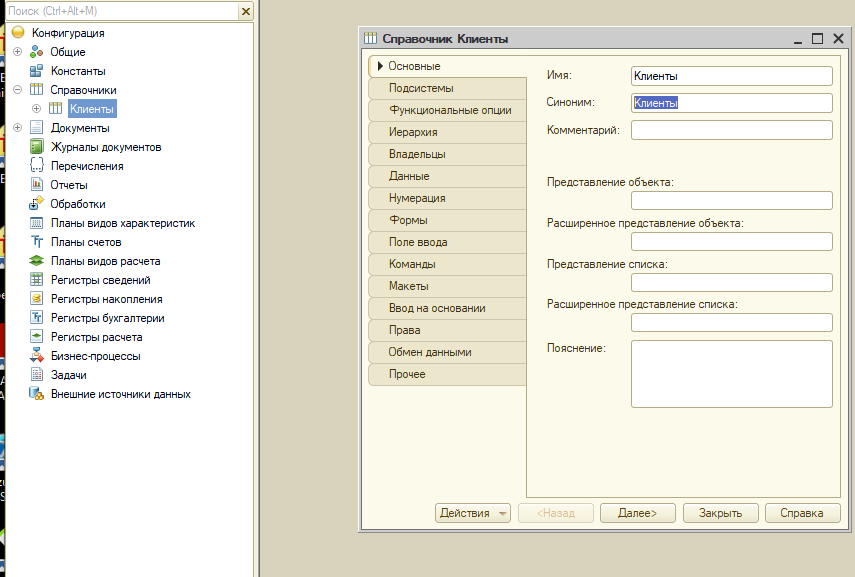 Поиск (Ctrl+Alt+M)
Конфигурация
Общие
Константы
Справочники
Клиенты
Документы
Журналы документов
Перечисления
Отчеты
Обработки
Планы видов характеристик
Планы счетов
Планы видов расчета
Регистры сведений
Регистры накопления
Регистры бухгалтерии
Регистры расчета
Бизнес-процессы
Задачи
Внешние источники данных
Справочник Клиенты
Основные
Подсистемы
Функциональные опции
Иерархия
Владельцы
Данные
Нумерация
Формы
Поле ввода
Команды
Макеты
Ввод на основании
Права
Обмен данными
Прочее
Имя: Клиенты
Синоним: Клиенты
Комментарий:
Представление объекта:
Расширенное представление объекта:
Представление списка:
Расширенное представление списка:
Пояснение:
Действия <Назад Далее> Закрыть Справка